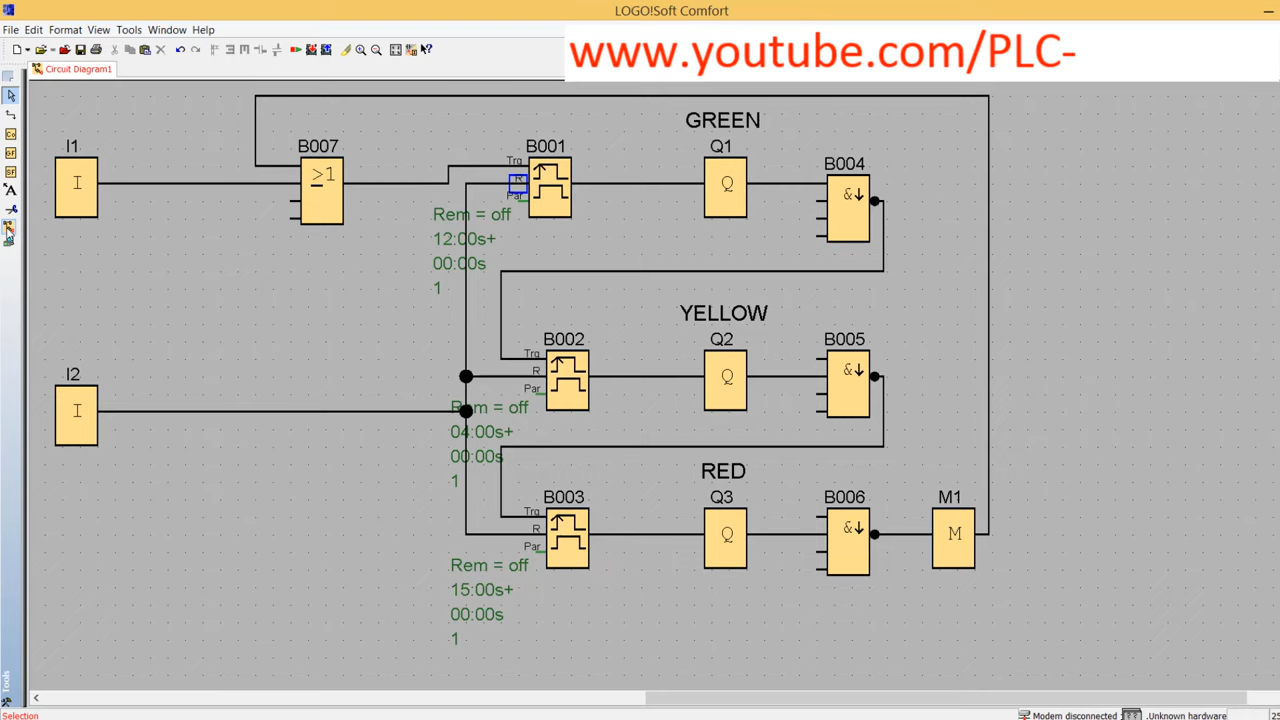 LOGO!Soft Comfort
File Edit Format View Tools Window Help
www.youtube.com/PLC-
Circuit Diagram1
GREEN
I1
B007
B001
Q1
B004
I
>1
Trg
R
Par
Q
&↓
Rem = off
12:00s+
00:00s
1
YELLOW
B002
Q2
B005
I2
Trg
R
Par
Q
&↓
I
Rem = off
04:00s+
00:00s
1
RED
B003
Q3
B006
M1
Trg
R
Par
Q
&↓
M
Rem = off
15:00s+
00:00s
1
Tools
Selection
Modem disconnected
Unknown hardware
25